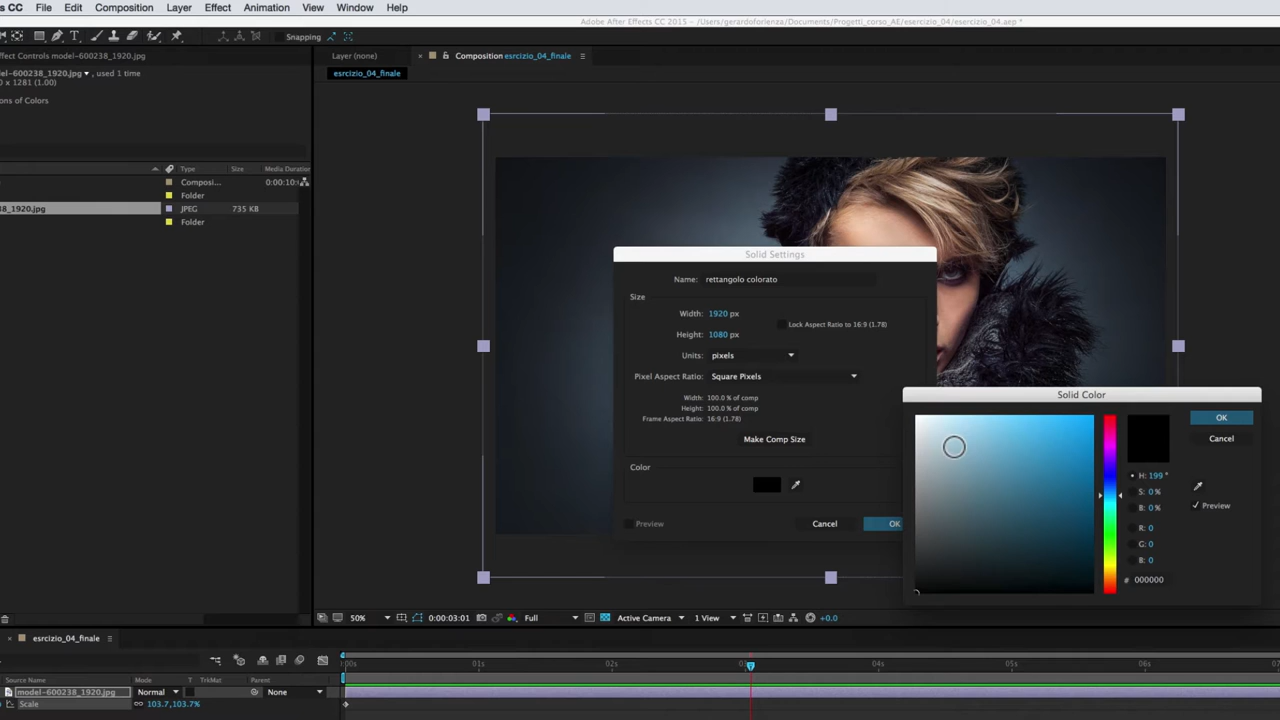 s CC File Edit Composition Layer Effect Animation View Window Help
Adobe After Effects CC 2015 - /Users/gerardoforlenza/Documents/Progetti_corso_AE/esercizio_04/esercizio_04.aep *
Snapping
ffect Controls model-600238_1920.jpg
Layer (none)
× Composition esrcizio_04_finale
el-600238_1920.jpg ▾, used 1 time
esrcizio_04_finale
0 x 1281 (1.00)
ons of Colors
Type Size Media Duration
Composi... 0:00:10:
Folder
38_1920.jpg JPEG 735 KB
Folder
Solid Settings
Name: rettangolo colorato
Size
Width: 1920 px
Lock Aspect Ratio to 16:9 (1.78)
Height: 1080 px
Units: pixels
Pixel Aspect Ratio: Square Pixels
Width: 100.0 % of comp
Height: 100.0 % of comp
Frame Aspect Ratio: 16:9 (1.78)
Make Comp Size
Color
Preview Cancel OK
Solid Color
OK
Cancel
H: 199 °
S: 0 %
B: 0 %
Preview
R: 0
G: 0
B: 0
# 000000
50% 0:00:03:01 Full Active Camera 1 View +0.0
× esrcizio_04_finale
:00s 01s 02s 03s 04s 05s 06s 07
Source Name Mode T TrkMat Parent
model-600238_1920.jpg Normal None
Scale 103.7,103.7%